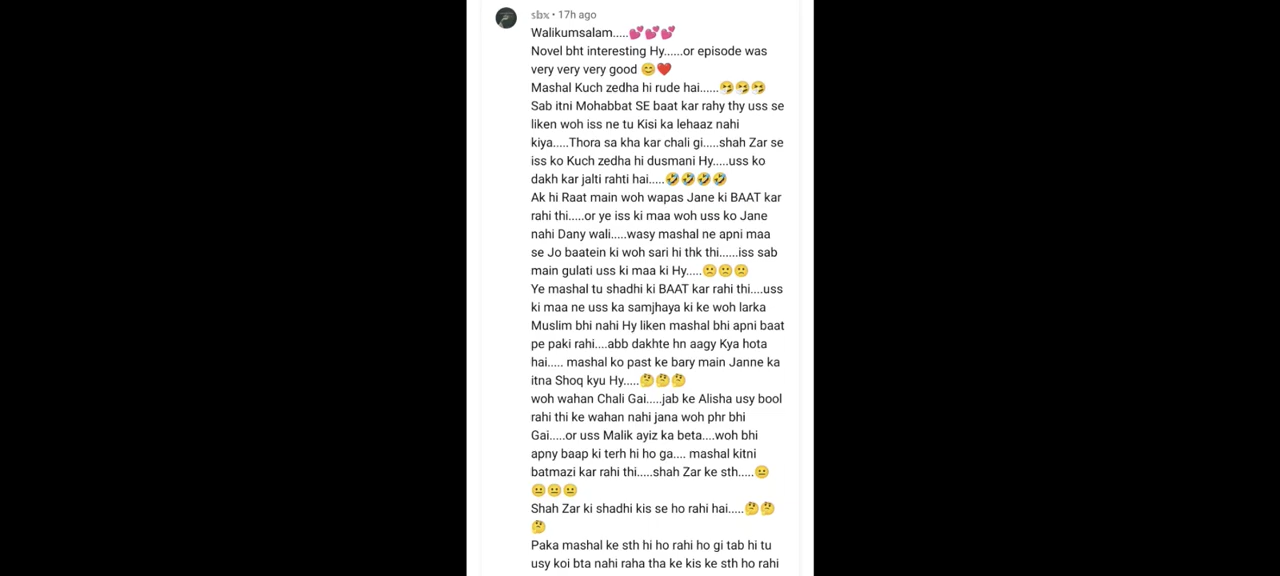 sbx • 17h ago
Walikumsalam.....💕💕💕
Novel bht interesting Hy......or episode was
very very very good 😊❤️
Mashal Kuch zedha hi rude hai......🤧🤧🤧
Sab itni Mohabbat SE baat kar rahy thy uss se
liken woh iss ne tu Kisi ka lehaaz nahi
kiya.....Thora sa kha kar chali gi.....shah Zar se
iss ko Kuch zedha hi dusmani Hy.....uss ko
dakh kar jalti rahti hai.....🤣🤣🤣🤣
Ak hi Raat main woh wapas Jane ki BAAT kar
rahi thi.....or ye iss ki maa woh uss ko Jane
nahi Dany wali.....wasy mashal ne apni maa
se Jo baatein ki woh sari hi thk thi......iss sab
main gulati uss ki maa ki Hy.....🙁🙁🙁
Ye mashal tu shadhi ki BAAT kar rahi thi....uss
ki maa ne uss ka samjhaya ki ke woh larka
Muslim bhi nahi Hy liken mashal bhi apni baat
pe paki rahi....abb dakhte hn aagy Kya hota
hai..... mashal ko past ke bary main Janne ka
itna Shoq kyu Hy.....🤔🤔🤔
woh wahan Chali Gai.....jab ke Alisha usy bool
rahi thi ke wahan nahi jana woh phr bhi
Gai.....or uss Malik ayiz ka beta....woh bhi
apny baap ki terh hi ho ga.... mashal kitni
batmazi kar rahi thi.....shah Zar ke sth.....😐
😐😐😐
Shah Zar ki shadhi kis se ho rahi hai.....🤔🤔
🤔
Paka mashal ke sth hi ho rahi ho gi tab hi tu
usy koi bta nahi raha tha ke kis ke sth ho rahi